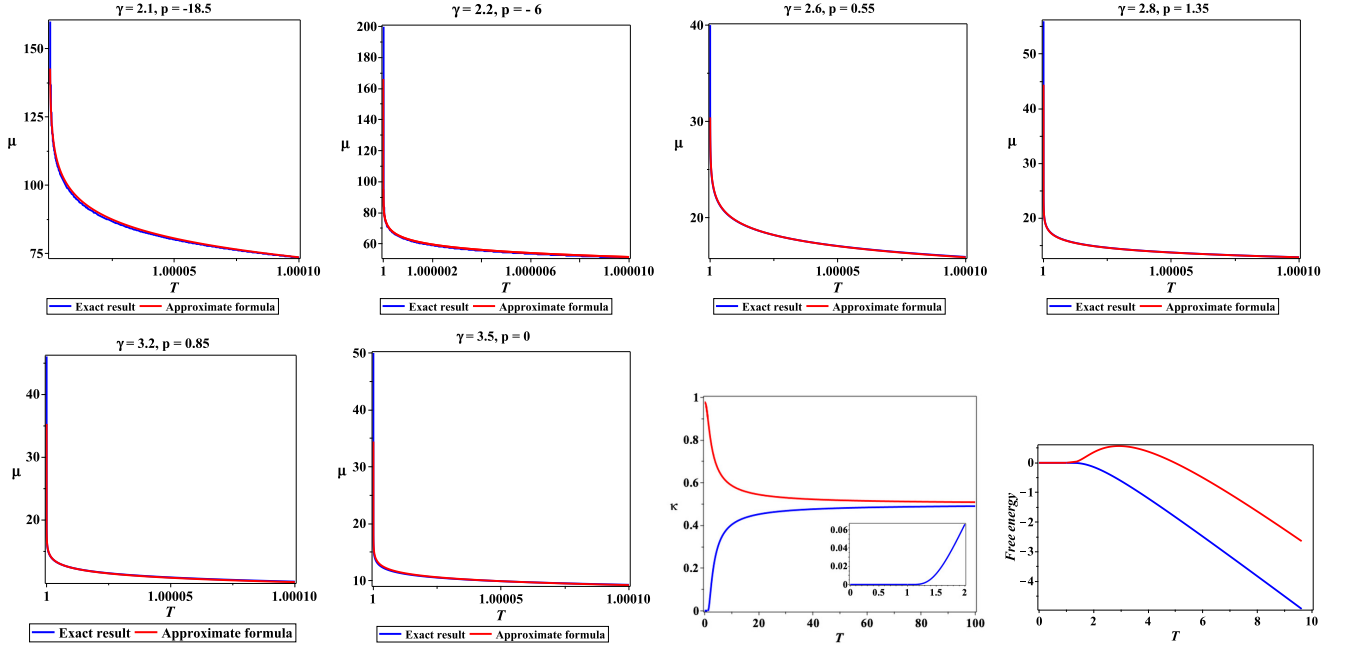 γ = 2.1, p = -18.5
150
125
100
75
μ
1.00005
1.00010
T
Exact result
Approximate formula
γ = 2.2, p = - 6
200
180
160
140
120
100
80
60
μ
1
1.000002
1.000006
1.000010
T
Exact result
Approximate formula
γ = 2.6, p = 0.55
40
30
20
μ
1
1.00005
1.00010
T
Exact result
Approximate formula
γ = 2.8, p = 1.35
50
40
30
20
μ
1
1.00005
1.00010
T
Exact result
Approximate formula
γ = 3.2, p = 0.85
40
30
20
μ
1
1.00005
1.00010
T
Exact result
Approximate formula
γ = 3.5, p = 0
50
40
30
20
10
μ
1
1.00005
1.00010
T
Exact result
Approximate formula
1
0.8
0.6
0.4
0.2
0
κ
0.06
0.04
0.02
0
0
0.5
1
1.5
2
0
20
40
60
80
100
T
0
−1
−2
−3
−4
Free energy
0
2
4
6
8
10
T